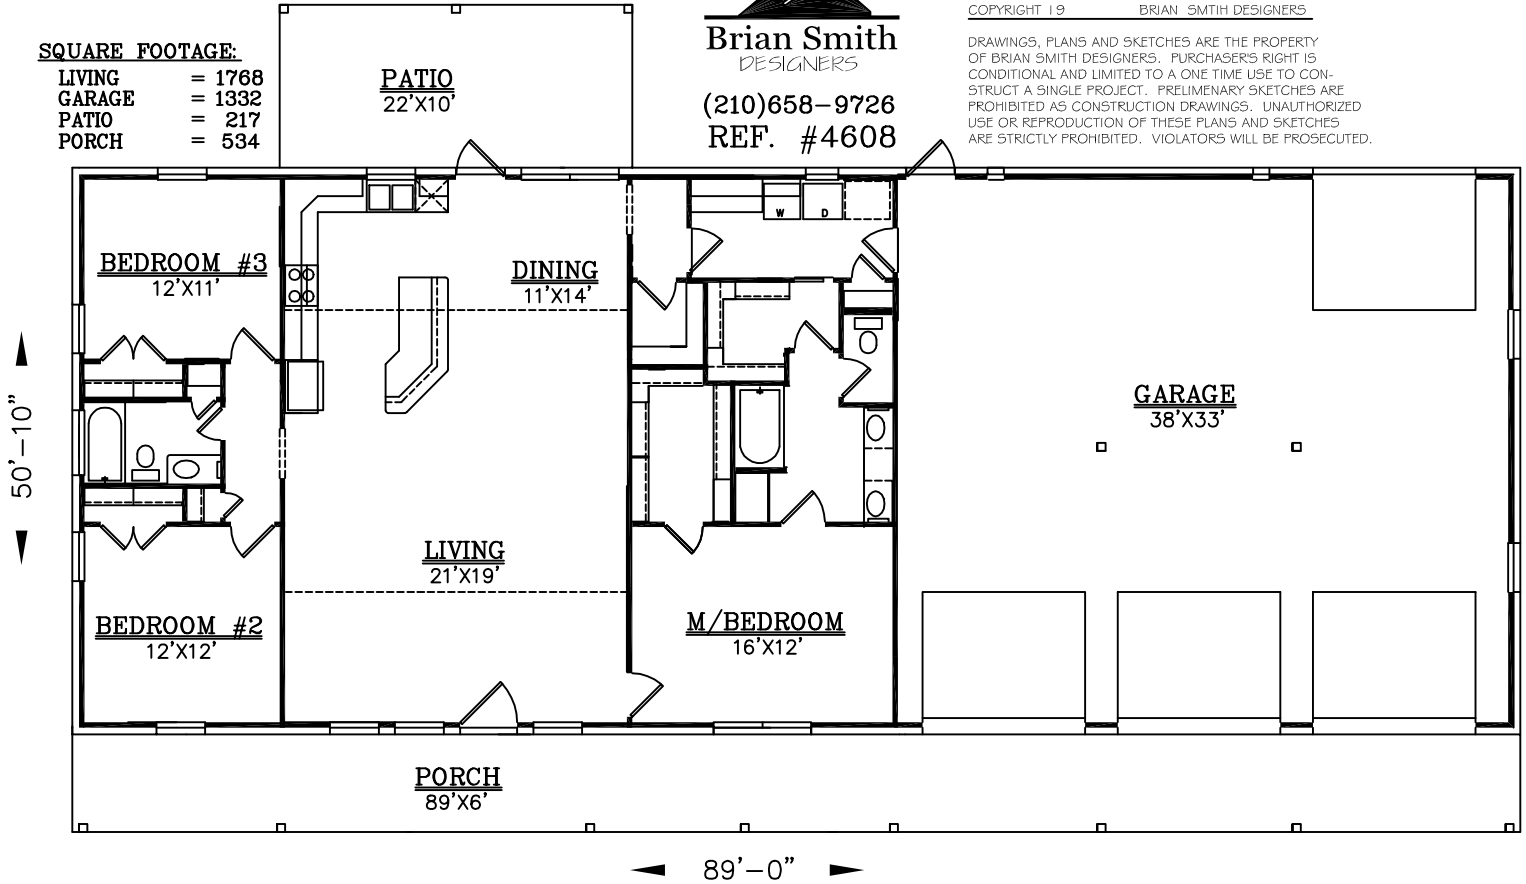 SQUARE FOOTAGE:
LIVING = 1768
GARAGE = 1332
PATIO = 217
PORCH = 534
PATIO
22'X10'
Brian Smith
DESIGNERS
(210)658-9726
REF. #4608
COPYRIGHT 19 BRIAN SMTIH DESIGNERS
DRAWINGS, PLANS AND SKETCHES ARE THE PROPERTY
OF BRIAN SMITH DESIGNERS. PURCHASER'S RIGHT IS
CONDITIONAL AND LIMITED TO A ONE TIME USE TO CON-
STRUCT A SINGLE PROJECT. PRELIMENARY SKETCHES ARE
PROHIBITED AS CONSTRUCTION DRAWINGS. UNAUTHORIZED
USE OR REPRODUCTION OF THESE PLANS AND SKETCHES
ARE STRICTLY PROHIBITED. VIOLATORS WILL BE PROSECUTED.
W D
BEDROOM #3
12'X11'
DINING
11'X14'
GARAGE
38'X33'
50'-10"
LIVING
21'X19'
BEDROOM #2
12'X12'
M/BEDROOM
16'X12'
PORCH
89'X6'
89'-0"